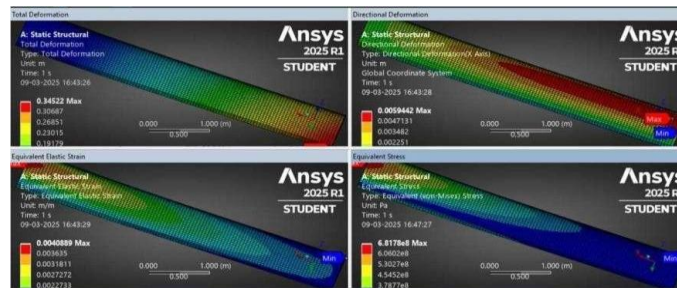 Total Deformation
A: Static Structural
Total Deformation
Type: Total Deformation
Unit: m
Time: 1 s
09-03-2025 16:43:26
0.34522 Max
0.30687
0.26851
0.23015
0.19179
0.000
1.000 (m)
0.500
Ansys
2025 R1
STUDENT
Directional Deformation
A: Static Structural
Directional Deformation
Type: Directional Deformation(X Axis)
Unit: m
Global Coordinate System
Time: 1 s
09-03-2025 16:43:28
0.0059442 Max
0.0047131
0.003482
0.002251
0.000
1.000 (m)
0.500
Max
Min
Ansys
2025 R
STUDENT
Equivalent Elastic Strain
A: Static Structural
Equivalent Elastic Strain
Type: Equivalent Elastic Strain
Unit: m/m
Time: 1 s
09-03-2025 16:43:29
0.0040889 Max
0.003635
0.0031811
0.0027272
0.0022733
0.000
1.000 (m)
0.500
Min
Ansys
2025 R1
STUDENT
Equivalent Stress
A: Static Structural
Equivalent Stress
Type: Equivalent (von-Mises) Stress
Unit: Pa
Time: 1 s
09-03-2025 16:47:27
6.8178e8 Max
6.0602e8
5.3027e8
4.5452e8
3.7877e8
0.000
1.000 (m)
0.500
Min
Ansys
2025 R
STUDENT